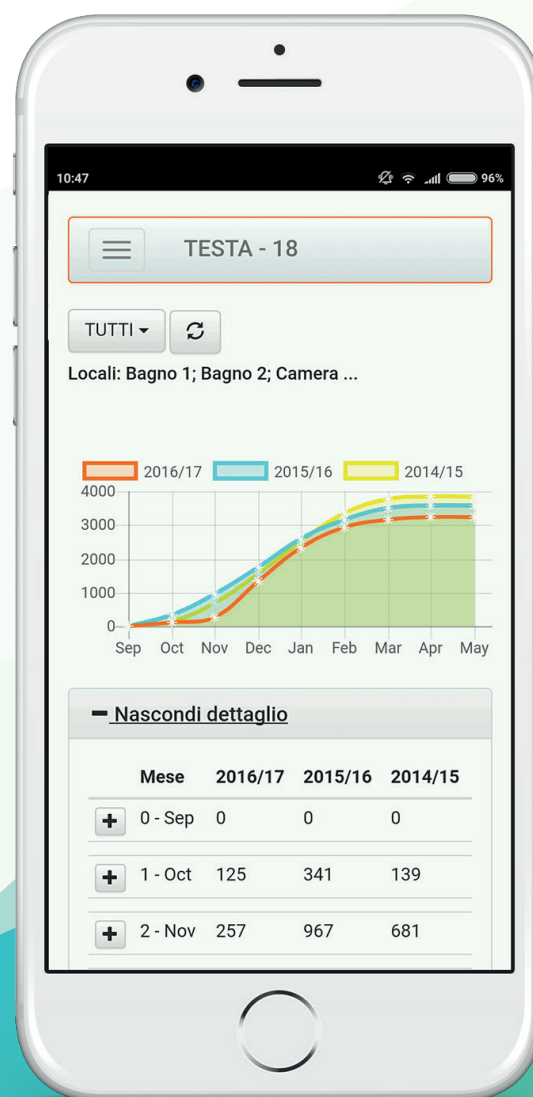 10:47 96%
TESTA - 18
TUTTI
Locali: Bagno 1; Bagno 2; Camera ...
2016/17 2015/16 2014/15
4000
3000
2000
1000
0
Sep Oct Nov Dec Jan Feb Mar Apr May
Nascondi dettaglio
Mese 2016/17 2015/16 2014/15
0 - Sep 0 0 0
1 - Oct 125 341 139
2 - Nov 257 967 681